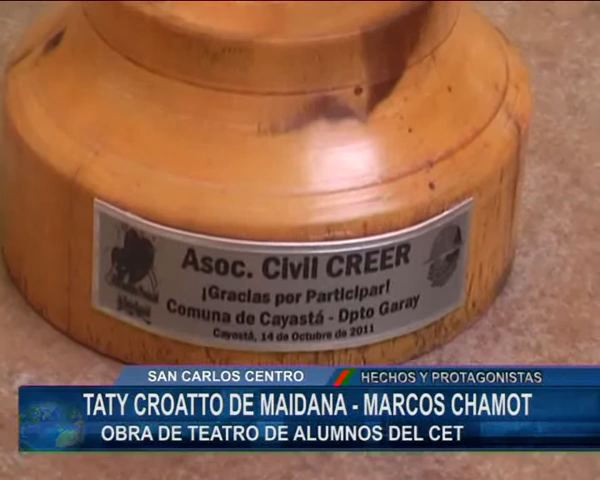 Asoc. Civil CREER
¡Gracias por Participar!
Comuna de Cayastá - Dpto Garay
Cayastá, 14 de Octubre de 2011
SAN CARLOS CENTRO
HECHOS Y PROTAGONISTAS
TATY CROATTO DE MAIDANA - MARCOS CHAMOT
OBRA DE TEATRO DE ALUMNOS DEL CET